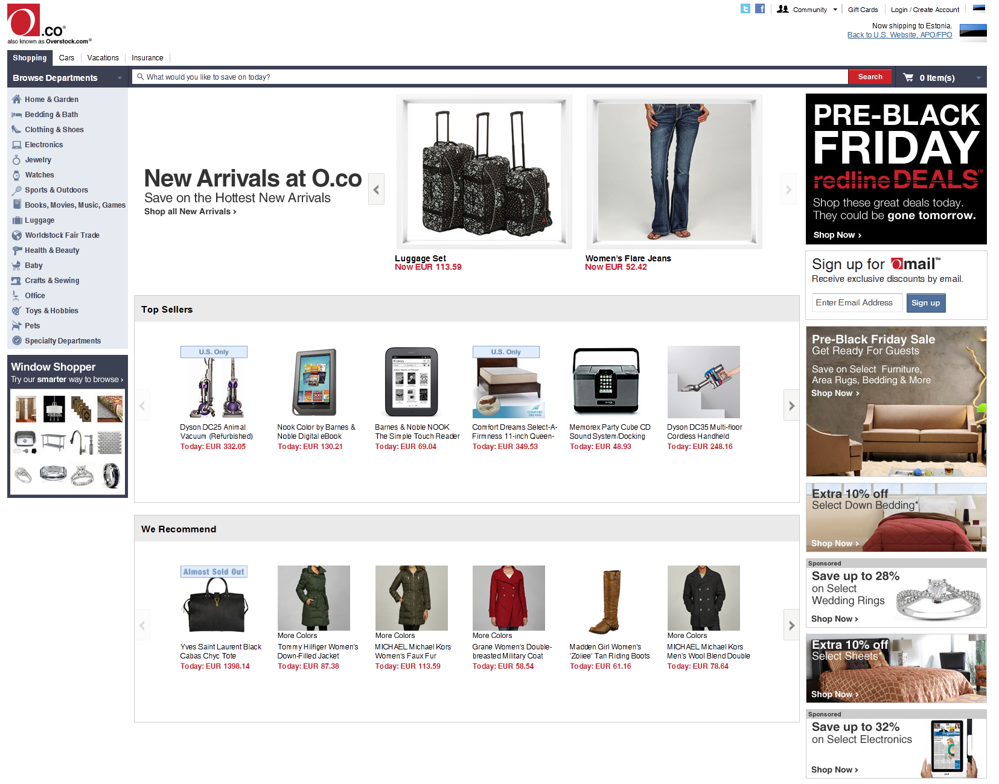 O.co®
also known as Overstock.com®
Community
Gift Cards
Login / Create Account
Now shipping to Estonia.
Back to U.S. Website, APO/FPO
Shopping
Cars
Vacations
Insurance
Browse Departments
What would you like to save on today?
Search
0 Item(s)
Home & Garden
Bedding & Bath
Clothing & Shoes
Electronics
Jewelry
Watches
Sports & Outdoors
Books, Movies, Music, Games
Luggage
Worldstock Fair Trade
Health & Beauty
Baby
Crafts & Sewing
Office
Toys & Hobbies
Pets
Specialty Departments
Window Shopper
Try our smarter way to browse ›
New Arrivals at O.co
Save on the Hottest New Arrivals
Shop all New Arrivals ›
Luggage Set
Now EUR 113.59
Women's Flare Jeans
Now EUR 52.42
Top Sellers
U.S. Only
Dyson DC25 Animal
Vacuum (Refurbished)
Today: EUR 332.05
Nook Color by Barnes &
Noble Digital eBook
Today: EUR 130.21
Barnes & Noble NOOK
The Simple Touch Reader
Today: EUR 69.04
U.S. Only
COMFORT
DREAMS
Comfort Dreams Select-A-
Firmness 11-inch Queen-
Today: EUR 349.53
Memorex Party Cube CD
Sound System/Docking
Today: EUR 48.93
Dyson DC35 Multi-floor
Cordless Handheld
Today: EUR 248.16
We Recommend
Almost Sold Out
Yves Saint Laurent Black
Cabas Chyc Tote
Today: EUR 1398.14
More Colors
Tommy Hilfiger Women's
Down-Filled Jacket
Today: EUR 87.38
More Colors
MICHAEL Michael Kors
Women's Faux Fur
Today: EUR 113.59
More Colors
Grane Women's Double-
breasted Military Coat
Today: EUR 58.54
Madden Girl Women's
'Zoiiee' Tan Riding Boots
Today: EUR 61.16
More Colors
MICHAEL Michael Kors
Men's Wool Blend Double
Today: EUR 78.64
PRE-BLACK
FRIDAY
redline DEALS™
Shop these great deals today.
They could be gone tomorrow.
Shop Now ›
Sign up for Omail™
Receive exclusive discounts by email.
Enter Email Address
Sign up
Pre-Black Friday Sale
Get Ready For Guests
Save on Select Furniture,
Area Rugs, Bedding & More
Shop Now ›
Extra 10% off
Select Down Bedding*
Shop Now ›
Sponsored
Save up to 28%
on Select
Wedding Rings
Shop Now ›
Extra 10% off
Select Sheets*
Shop Now ›
Sponsored
Save up to 32%
on Select Electronics
Shop Now ›